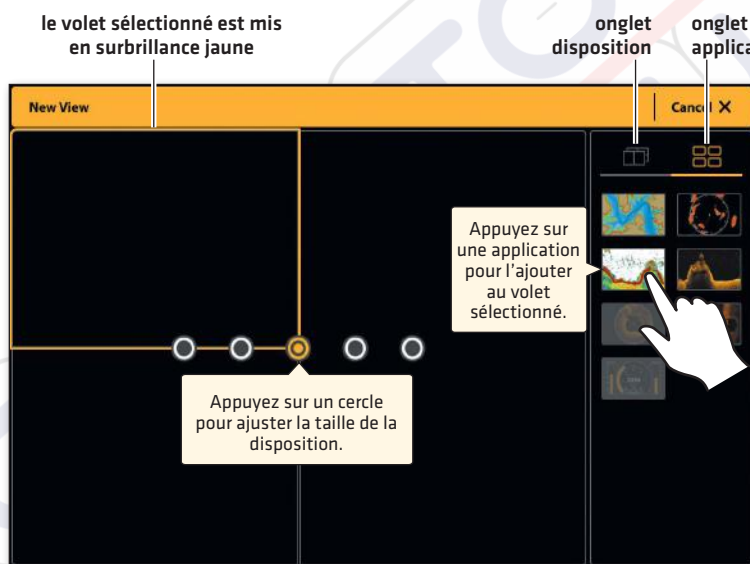 le volet sélectionné est mis
en surbrillance jaune
onglet
disposition
onglet
New View
Cancel X
Appuyez sur
une application
pour l'ajouter
au volet
sélectionné.
Appuyez sur un cercle
pour ajuster la taille de la
disposition.